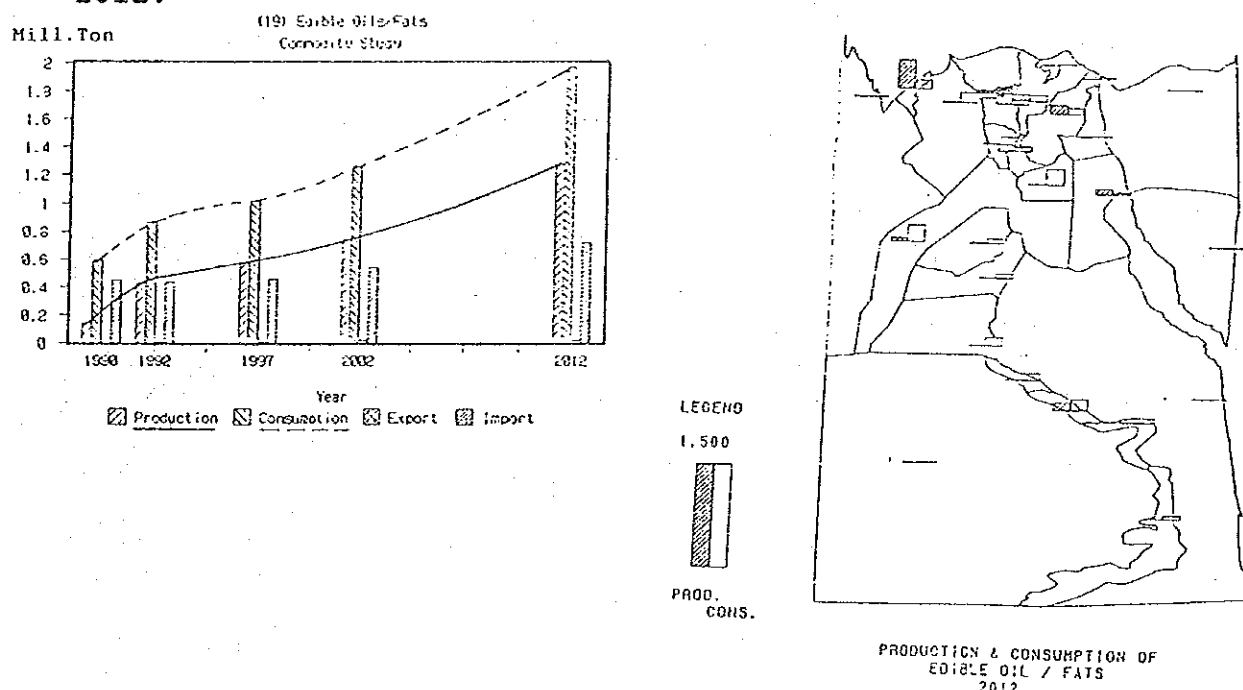 (19) Edible Oils/Fats
Commodity Study
Mill.Ton
2
1.8
1.6
1.4
1.2
1
0.8
0.6
0.4
0.2
0
1990 1992 1997 2002 2012
Year
Production Consumption Export Import
LEGEND
1,500
PROD.
CONS.
PRODUCTION & CONSUMPTION OF
EDIBLE OIL / FATS
2012